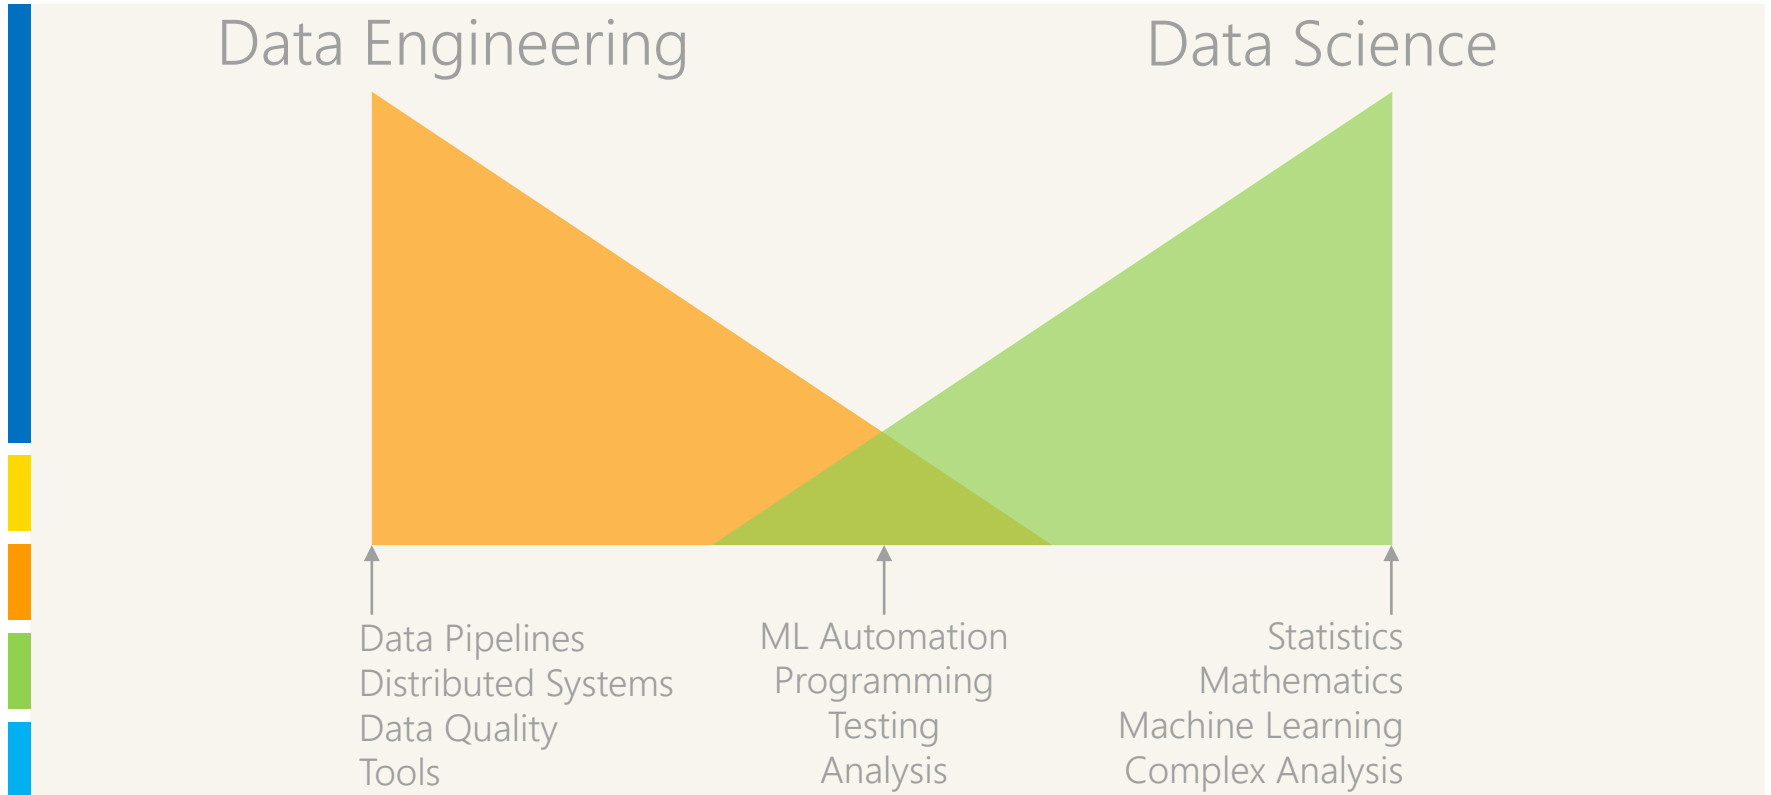 Data Engineering
Data Science
Data Pipelines
Distributed Systems
Data Quality
Tools
ML Automation
Programming
Testing
Analysis
Statistics
Mathematics
Machine Learning
Complex Analysis